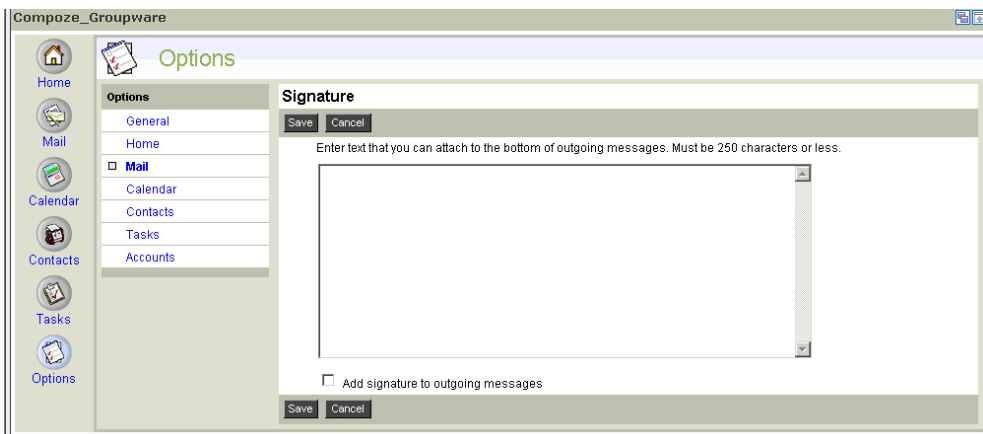 Compoze_Groupware
Home
Mail
Calendar
Contacts
Tasks
Options
Options
Options
General
Home
Mail
Calendar
Contacts
Tasks
Accounts
Signature
Save Cancel
Enter text that you can attach to the bottom of outgoing messages. Must be 250 characters or less.
Add signature to outgoing messages
Save Cancel